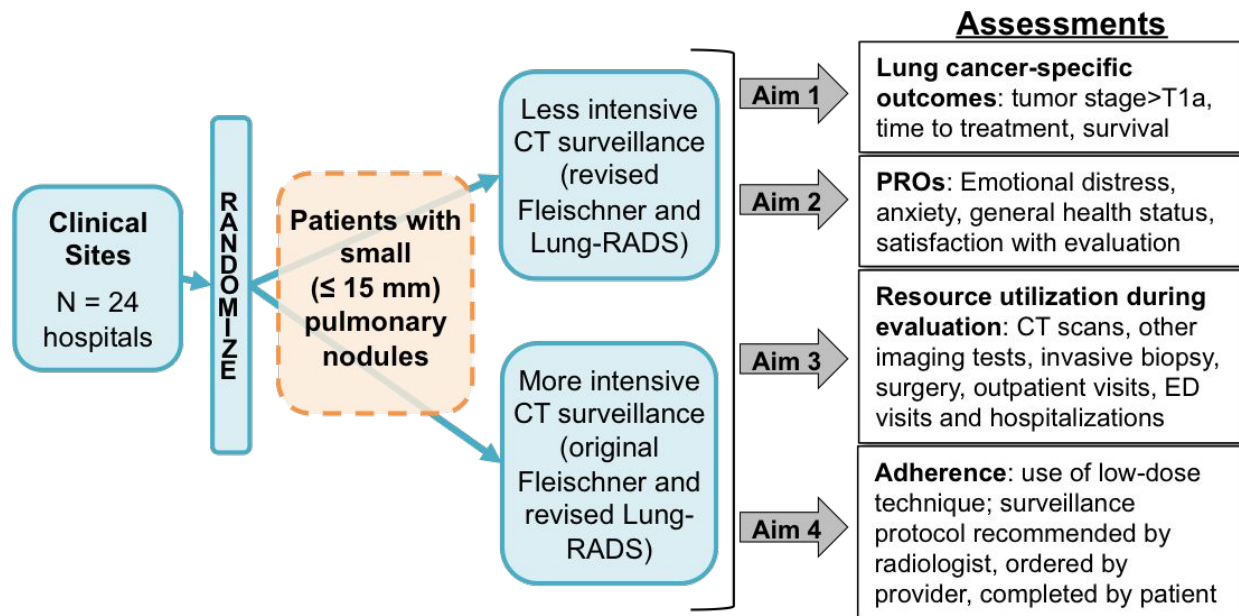 Clinical
Sites
N = 24
hospitals
RANDOMIZE
Patients with
small
(≤ 15 mm)
pulmonary
nodules
Less intensive
CT surveillance
(revised
Fleischner and
Lung-RADS)
More intensive
CT surveillance
(original
Fleischner and
revised Lung-
RADS)
Assessments
Aim 1
Lung cancer-specific
outcomes: tumor stage>T1a,
time to treatment, survival
Aim 2
PROs: Emotional distress,
anxiety, general health status,
satisfaction with evaluation
Aim 3
Resource utilization during
evaluation: CT scans, other
imaging tests, invasive biopsy,
surgery, outpatient visits, ED
visits and hospitalizations
Aim 4
Adherence: use of low-dose
technique; surveillance
protocol recommended by
radiologist, ordered by
provider, completed by patient